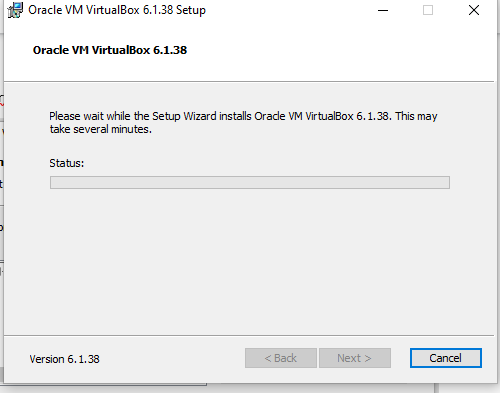 Oracle VM VirtualBox 6.1.38 Setup
Oracle VM VirtualBox 6.1.38
Please wait while the Setup Wizard installs Oracle VM VirtualBox 6.1.38. This may
take several minutes.
Status:
Version 6.1.38
< Back
Next >
Cancel